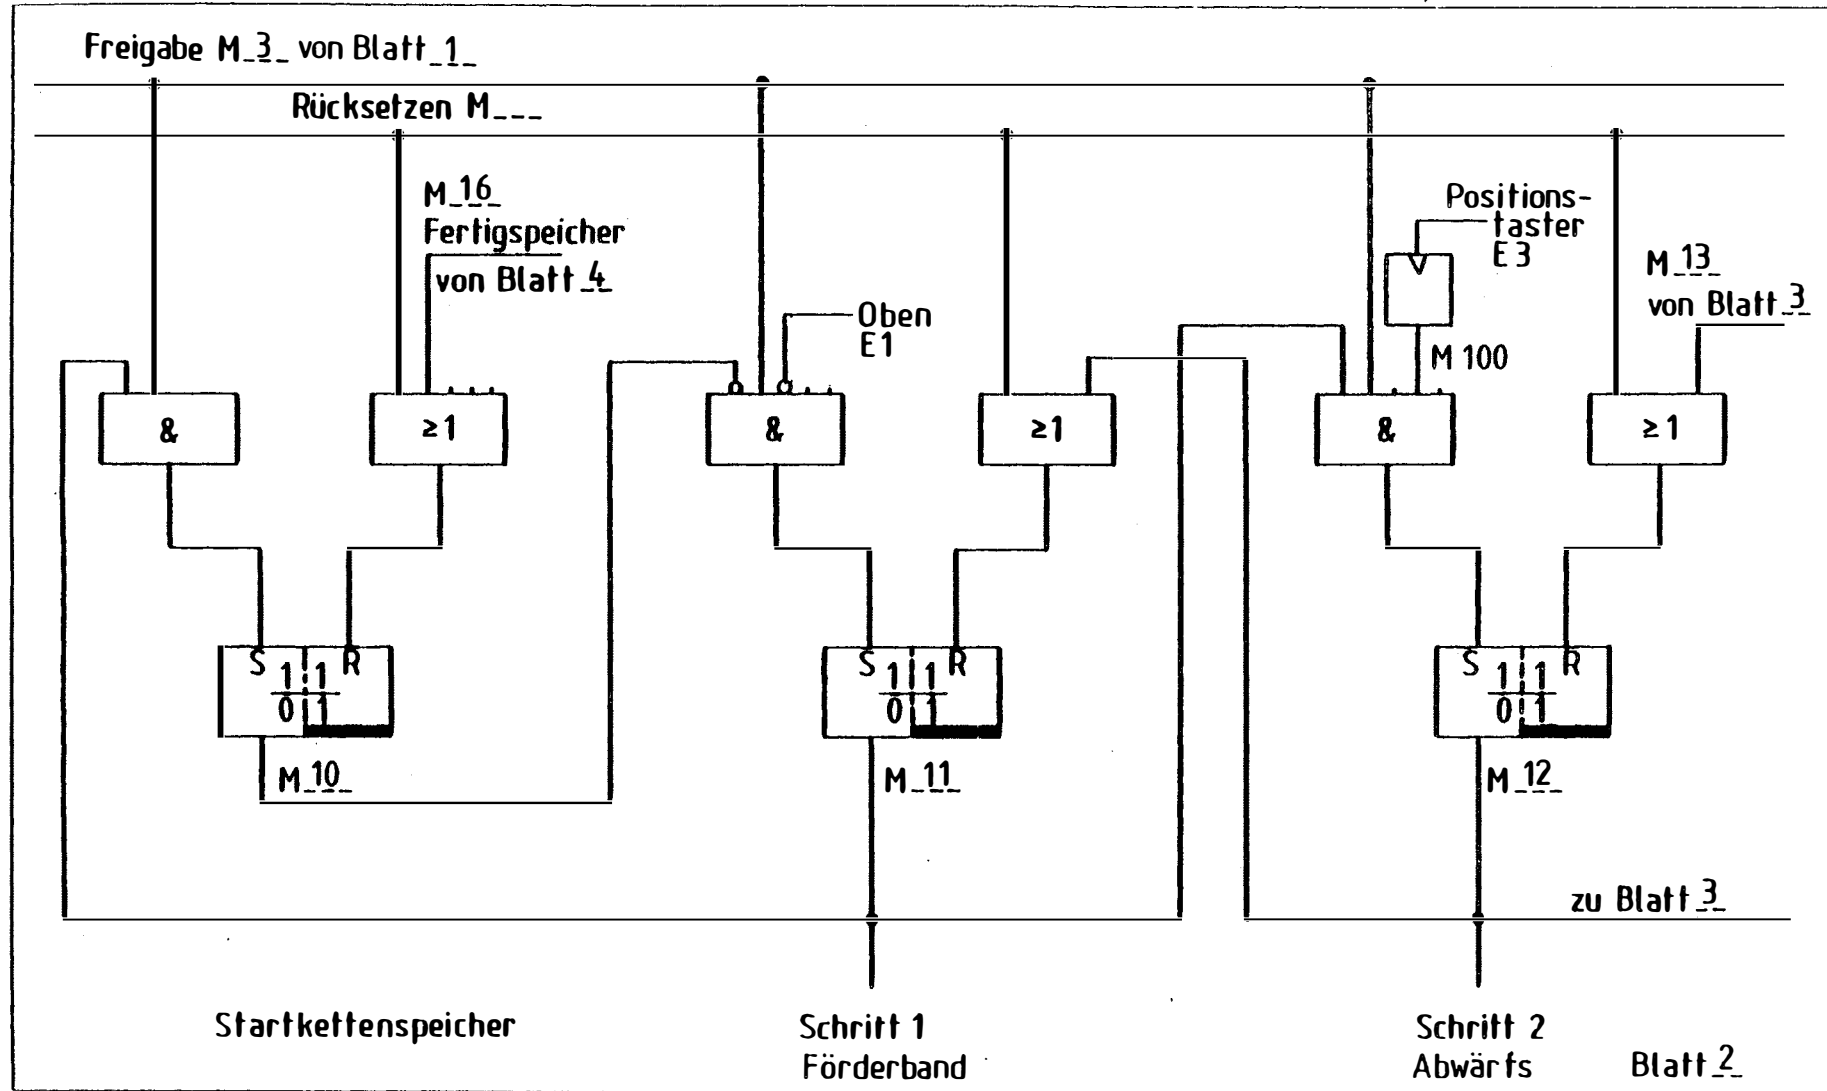 Freigabe M_3_ von Blatt_1_
Rücksetzen M___
M_16_
Fertigspeicher
von Blatt_4_
Oben
E1
Positions-
taster
E3
M_13_
von Blatt_3_
M 100
&
≥1
&
≥1
&
≥1
S 1 1 R
0 1
S 1 1 R
0 1
S 1 1 R
0 1
M_10_
M_11_
M_12_
zu Blatt_3_
Startkettenspeicher
Schritt 1
Förderband
Schritt 2
Abwärts
Blatt_2_